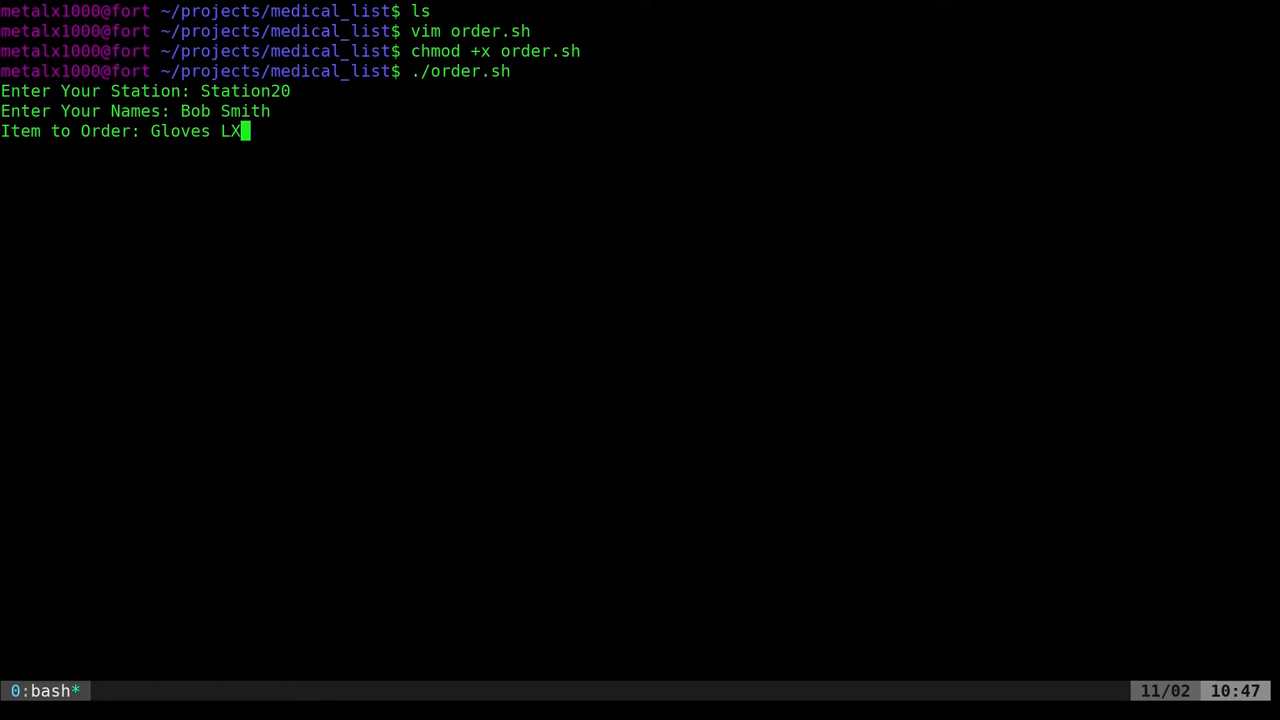 metalx1000@fort ~/projects/medical_list$ ls
metalx1000@fort ~/projects/medical_list$ vim order.sh
metalx1000@fort ~/projects/medical_list$ chmod +x order.sh
metalx1000@fort ~/projects/medical_list$ ./order.sh
Enter Your Station: Station20
Enter Your Names: Bob Smith
Item to Order: Gloves LX
0:bash* 11/02 10:47